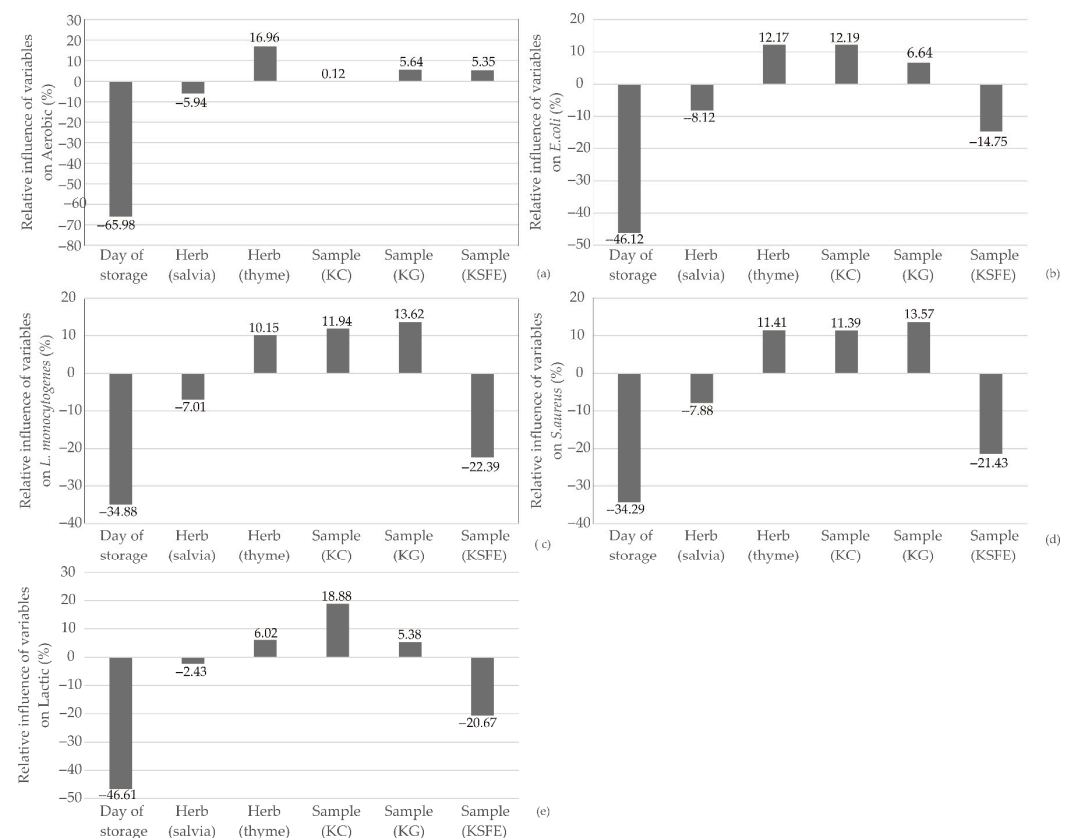 Relative influence of variables
on Aerobic (%)
30
20
10
0
−10
−20
−30
−40
−50
−60
−70
−80
−65.98
−5.94
16.96
0.12
5.64
5.35
Day of
storage
Herb
(salvia)
Herb
(thyme)
Sample
(KC)
Sample
(KG)
Sample
(KSFE)
(a)
Relative influence of variables
on E.coli (%)
20
10
0
−10
−20
−30
−40
−50
−46.12
−8.12
12.17
12.19
6.64
−14.75
Day of
storage
Herb
(salvia)
Herb
(thyme)
Sample
(KC)
Sample
(KG)
Sample
(KSFE)
(b)
Relative influence of variables
on L. monocytogenes (%)
20
10
0
−10
−20
−30
−40
−34.88
−7.01
10.15
11.94
13.62
−22.39
Day of
storage
Herb
(salvia)
Herb
(thyme)
Sample
(KC)
Sample
(KG)
Sample
(KSFE)
( c)
Relative influence of variables
on S.aureus (%)
20
10
0
−10
−20
−30
−40
−34.29
−7.88
11.41
11.39
13.57
−21.43
Day of
storage
Herb
(salvia)
Herb
(thyme)
Sample
(KC)
Sample
(KG)
Sample
(KSFE)
(d)
Relative influence of variables
on Lactic (%)
30
20
10
0
−10
−20
−30
−40
−50
−46.61
−2.43
6.02
18.88
5.38
−20.67
Day of
storage
Herb
(salvia)
Herb
(thyme)
Sample
(KC)
Sample
(KG)
Sample
(KSFE)
(e)